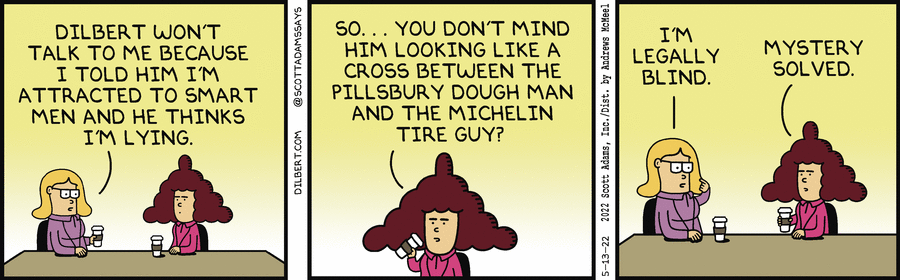 DILBERT WON'T
TALK TO ME BECAUSE
I TOLD HIM I'M
ATTRACTED TO SMART
MEN AND HE THINKS
I'M LYING.
DILBERT.COM @SCOTTADAMSSAYS
SO. . . YOU DON'T MIND
HIM LOOKING LIKE A
CROSS BETWEEN THE
PILLSBURY DOUGH MAN
AND THE MICHELIN
TIRE GUY?
5-13-22 2022 Scott Adams, Inc./Dist. by Andrews McMeel
I'M
LEGALLY
BLIND.
MYSTERY
SOLVED.